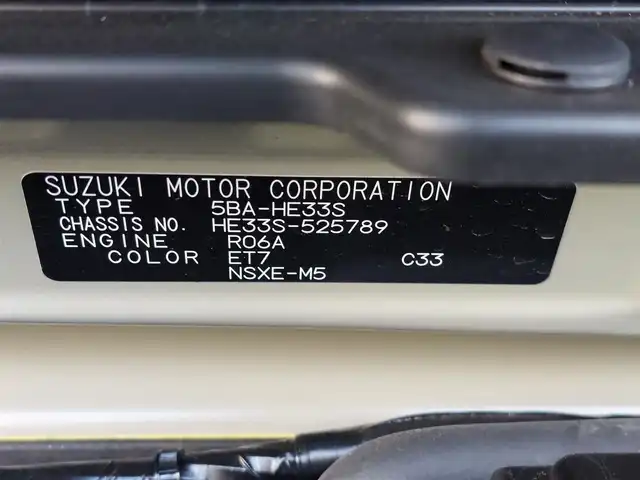 SUZUKI MOTOR CORPORATION
TYPE 5BA-HE33S
CHASSIS NO. HE33S-525789
ENGINE R06A
COLOR ET7 C33
NSXE-M5